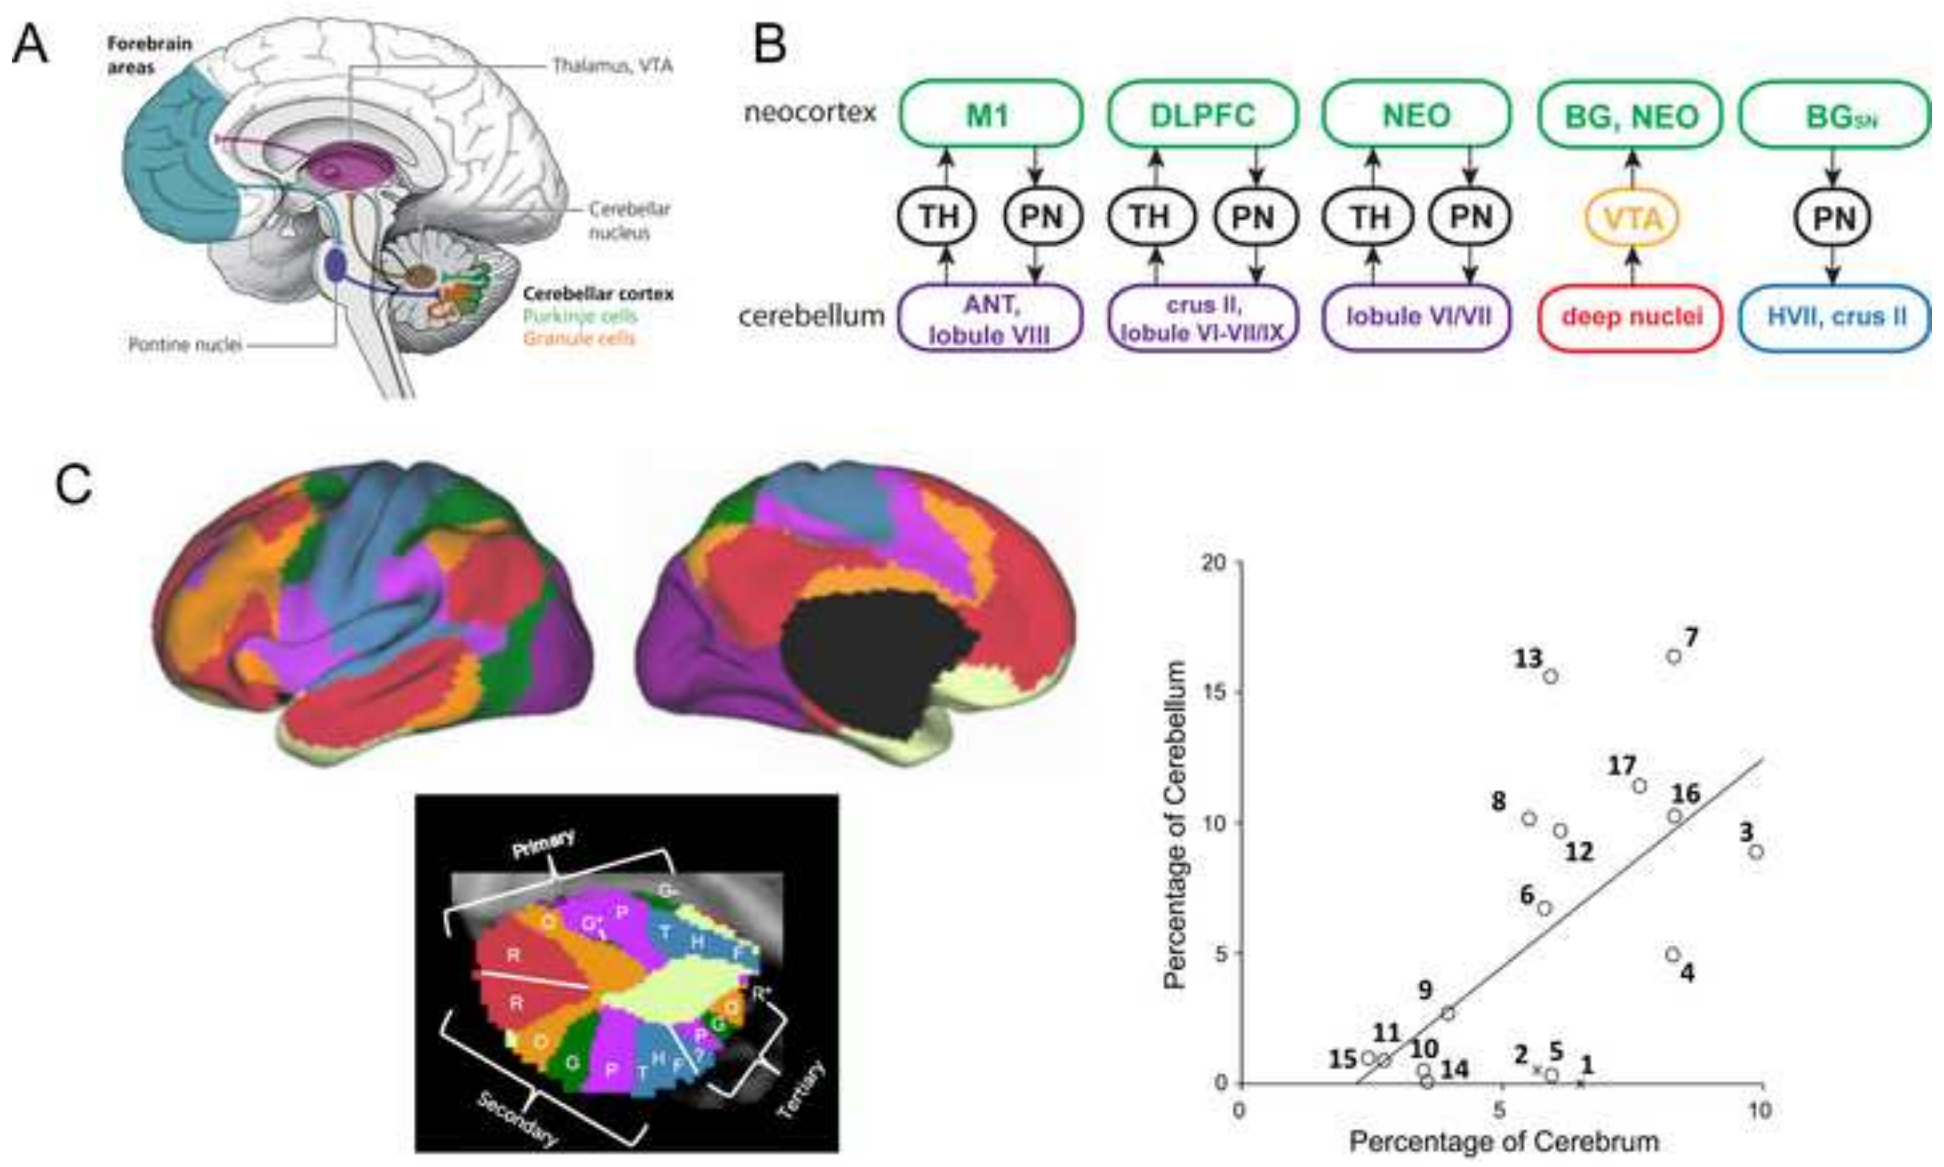 A
Forebrain
areas
Thalamus, VTA
Cerebellar
nucleus
Cerebellar cortex
Purkinje cells
Granule cells
Pontine nuclei
B
neocortex
M1
DLPFC
NEO
BG, NEO
BGSN
TH
PN
TH
PN
TH
PN
VTA
PN
cerebellum
ANT,
lobule VIII
crus II,
lobule VI-VII/IX
lobule VI/VII
deep nuclei
HVII, crus II
C
Primary
G-
O
G*
P
T
H
F
R
R
R*
O
G
P
?
O
G
P
T
H
F
Secondary
Tertiary
Percentage of Cerebellum
20
15
10
5
0
13
7
17
16
8
12
3
6
4
9
11
15
10
14
2
5
1
0
5
10
Percentage of Cerebrum